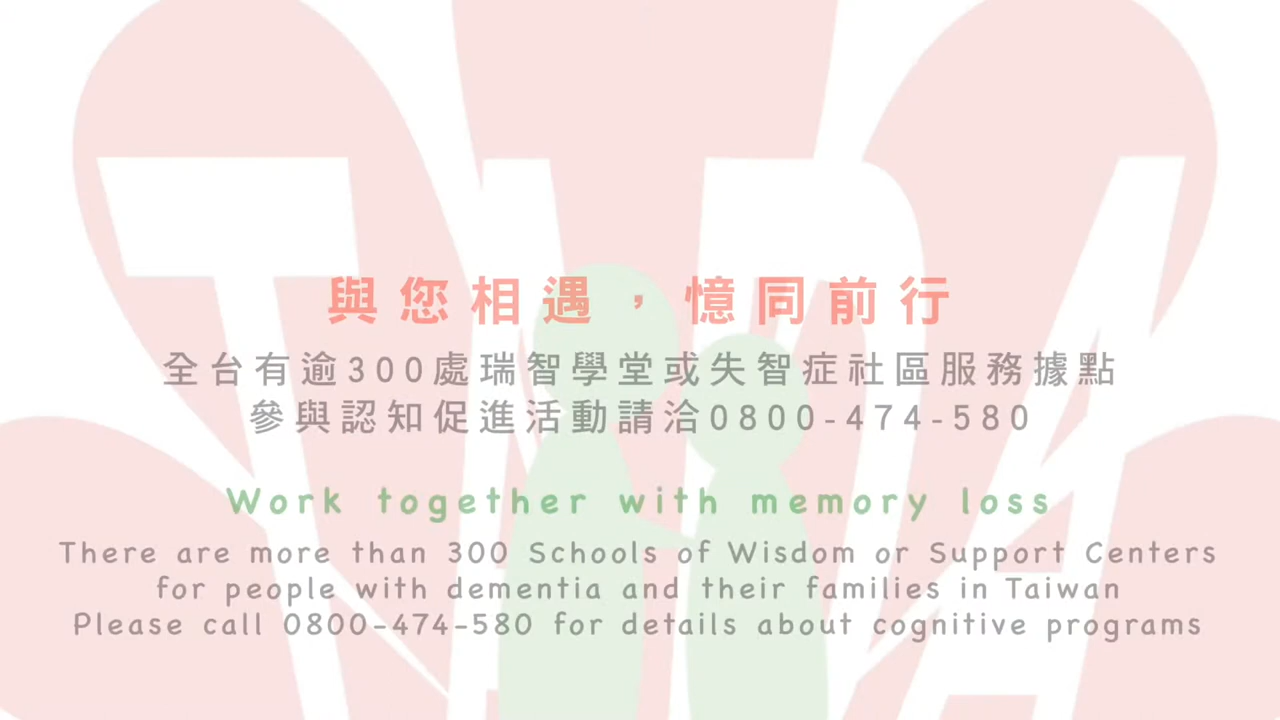 TADA
與您相遇，憶同前行
全台有逾300處瑞智學堂或失智症社區服務據點
參與認知促進活動請洽0800-474-580
Work together with memory loss
There are more than 300 Schools of Wisdom or Support Centers
for people with dementia and their families in Taiwan
Please call 0800-474-580 for details about cognitive programs